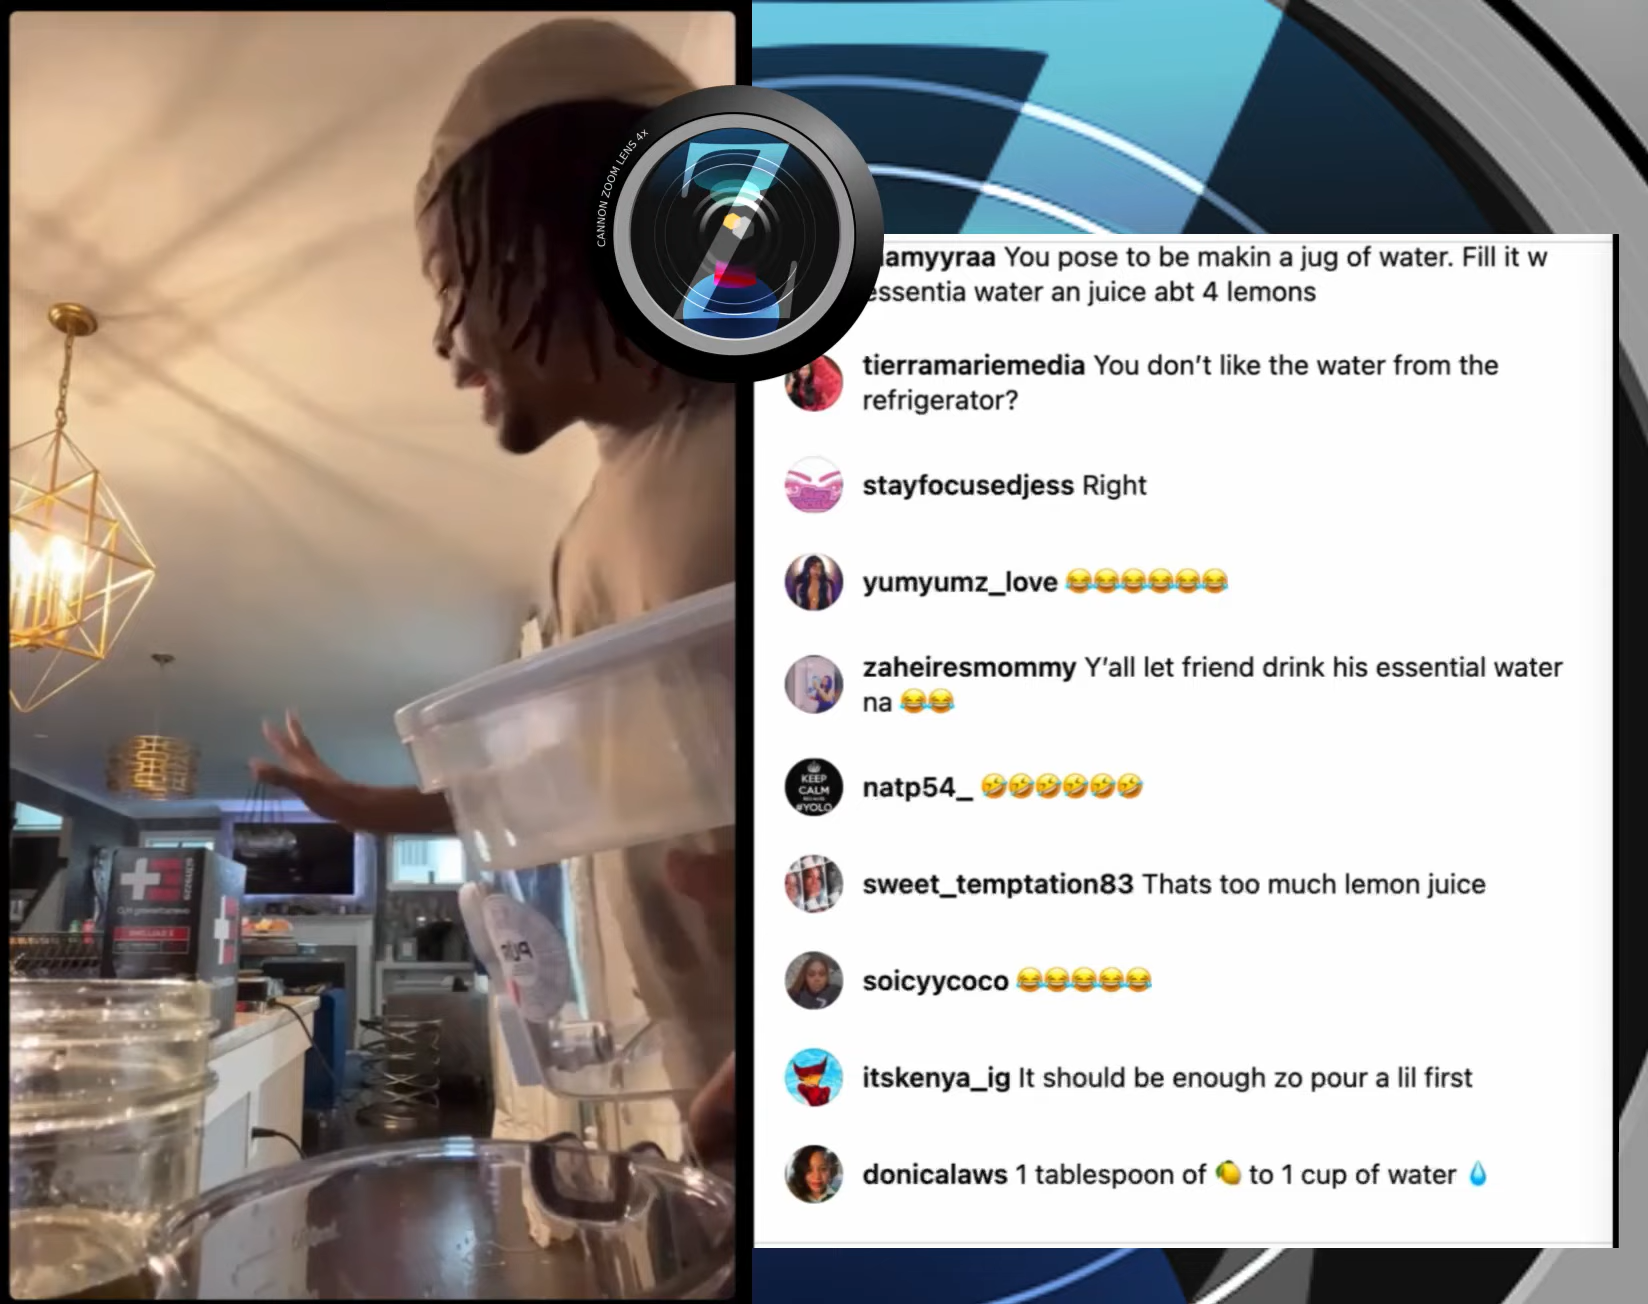 CANNON ZOOM LENS 4x
amyyraa You pose to be makin a jug of water. Fill it w
essentia water an juice abt 4 lemons
tierramariemedia You don't like the water from the
refrigerator?
stayfocusedjess Right
yumyumz_love 😂😂😂😂😂😂
zaheiresmommy Y'all let friend drink his essential water
na 😂😂
KEEP
CALM
#YOLO
natp54_ 🤣🤣🤣🤣🤣🤣
sweet_temptation83 Thats too much lemon juice
soicyycoco 😂😂😂😂😂
itskenya_ig It should be enough zo pour a lil first
donicalaws 1 tablespoon of 🍋 to 1 cup of water 💧
pur